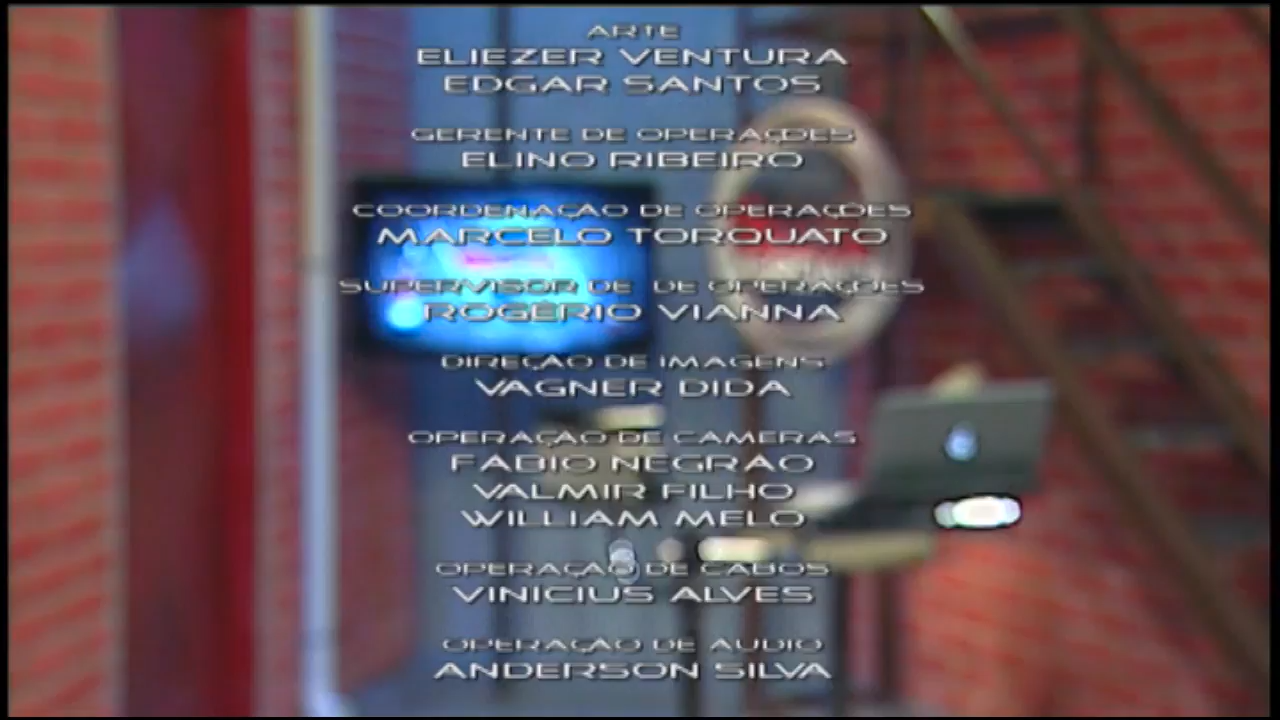 ARTE
ELIEZER VENTURA
EDGAR SANTOS
GERENTE DE OPERAÇÕES
ELINO RIBEIRO
COORDENAÇÃO DE OPERAÇÕES
MARCELO TORQUATO
SUPERVISOR DE DE OPERAÇÕES
ROGÉRIO VIANNA
DIREÇÃO DE IMAGENS
VAGNER DIDA
OPERAÇÃO DE CAMERAS
FABIO NEGRÃO
VALMIR FILHO
WILLIAM MELO
OPERAÇÃO DE CABOS
VINICIUS ALVES
OPERAÇÃO DE AUDIO
ANDERSON SILVA